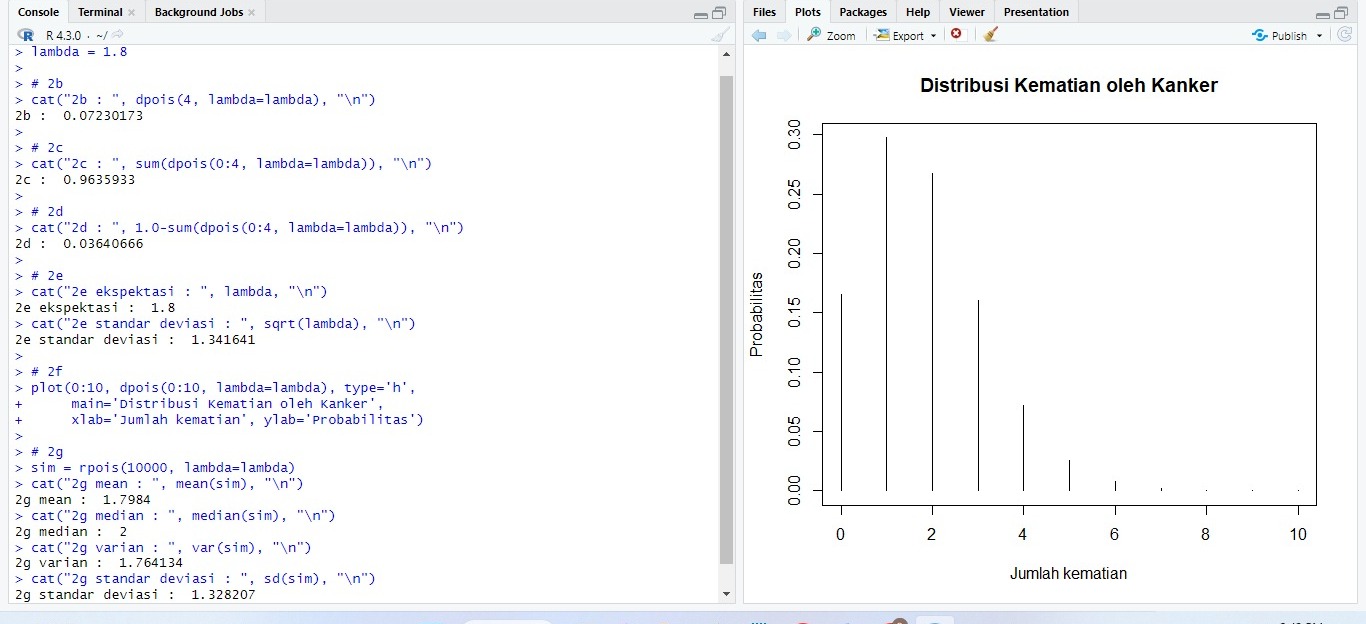 Console Terminal Background Jobs
R 4.3.0 · ~/
> lambda = 1.8
>
> # 2b
> cat("2b : ", dpois(4, lambda=lambda), "\n")
2b :  0.07230173
>
> # 2c
> cat("2c : ", sum(dpois(0:4, lambda=lambda)), "\n")
2c :  0.9635933
>
> # 2d
> cat("2d : ", 1.0-sum(dpois(0:4, lambda=lambda)), "\n")
2d :  0.03640666
>
> # 2e
> cat("2e ekspektasi : ", lambda, "\n")
2e ekspektasi :  1.8
> cat("2e standar deviasi : ", sqrt(lambda), "\n")
2e standar deviasi :  1.341641
>
> # 2f
> plot(0:10, dpois(0:10, lambda=lambda), type='h',
+      main='Distribusi Kematian oleh Kanker',
+      xlab='Jumlah kematian', ylab='Probabilitas')
>
> # 2g
> sim = rpois(10000, lambda=lambda)
> cat("2g mean : ", mean(sim), "\n")
2g mean :  1.7984
> cat("2g median : ", median(sim), "\n")
2g median :  2
> cat("2g varian : ", var(sim), "\n")
2g varian :  1.764134
> cat("2g standar deviasi : ", sd(sim), "\n")
2g standar deviasi :  1.328207
Files Plots Packages Help Viewer Presentation
Zoom Export Publish
Distribusi Kematian oleh Kanker
Probabilitas
0.30
0.25
0.20
0.15
0.10
0.05
0.00
0 2 4 6 8 10
Jumlah kematian